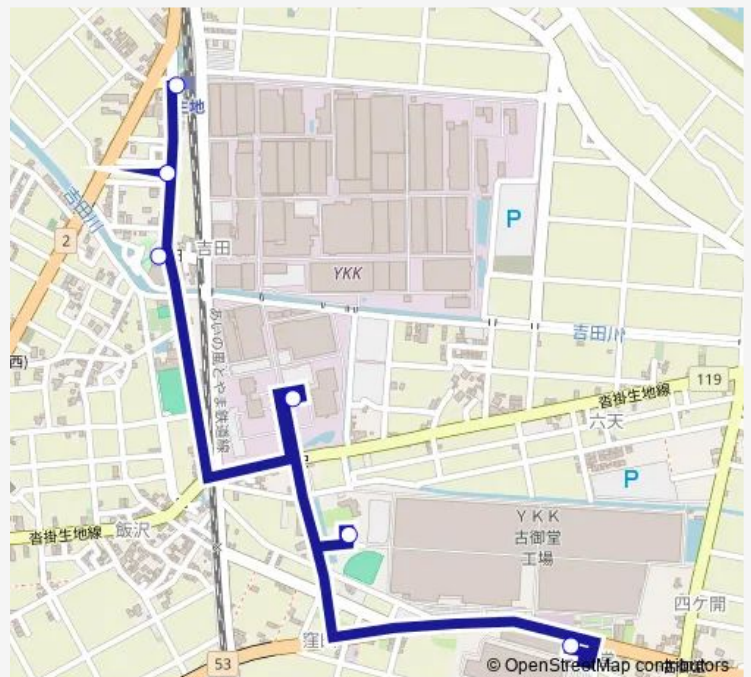 地
吉田川
2
吉田
P
YKK
吉田川
あいの風とやま鉄道線
西)
119
沓掛生地線
六天
P
YKK
古御堂
工場
沓掛生地線
飯沢
四ケ開
53
© OpenStreetMap contributors